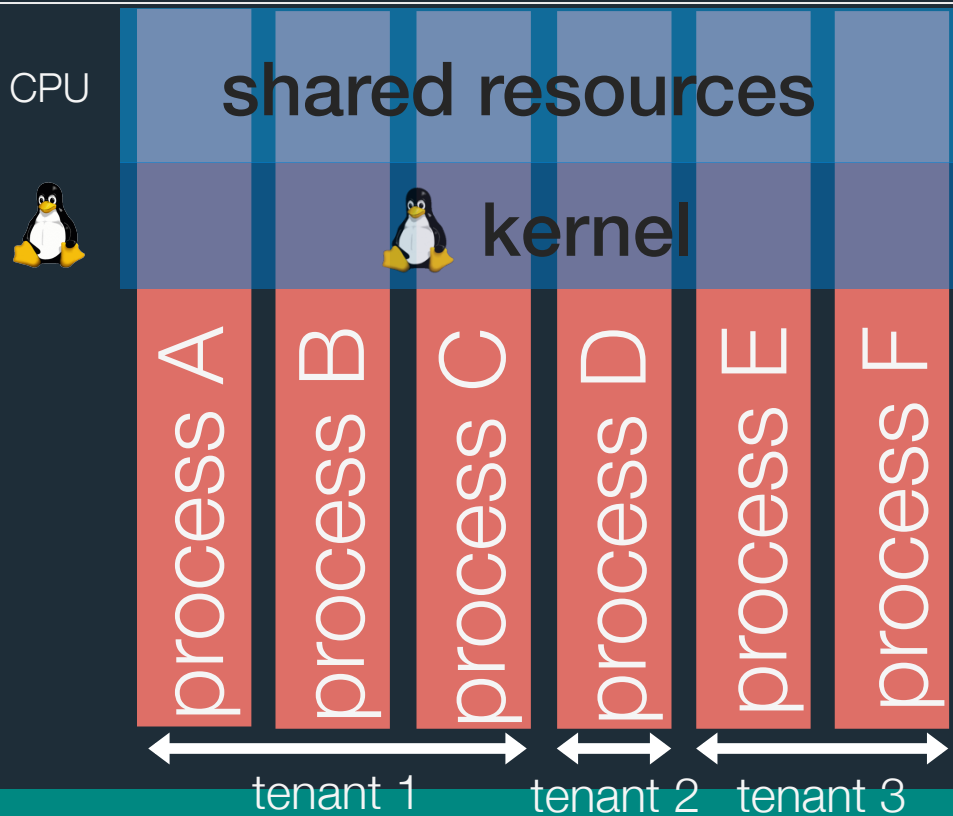 CPU
shared resources
kernel
process A
process B
process C
process D
process E
process F
tenant 1
tenant 2
tenant 3